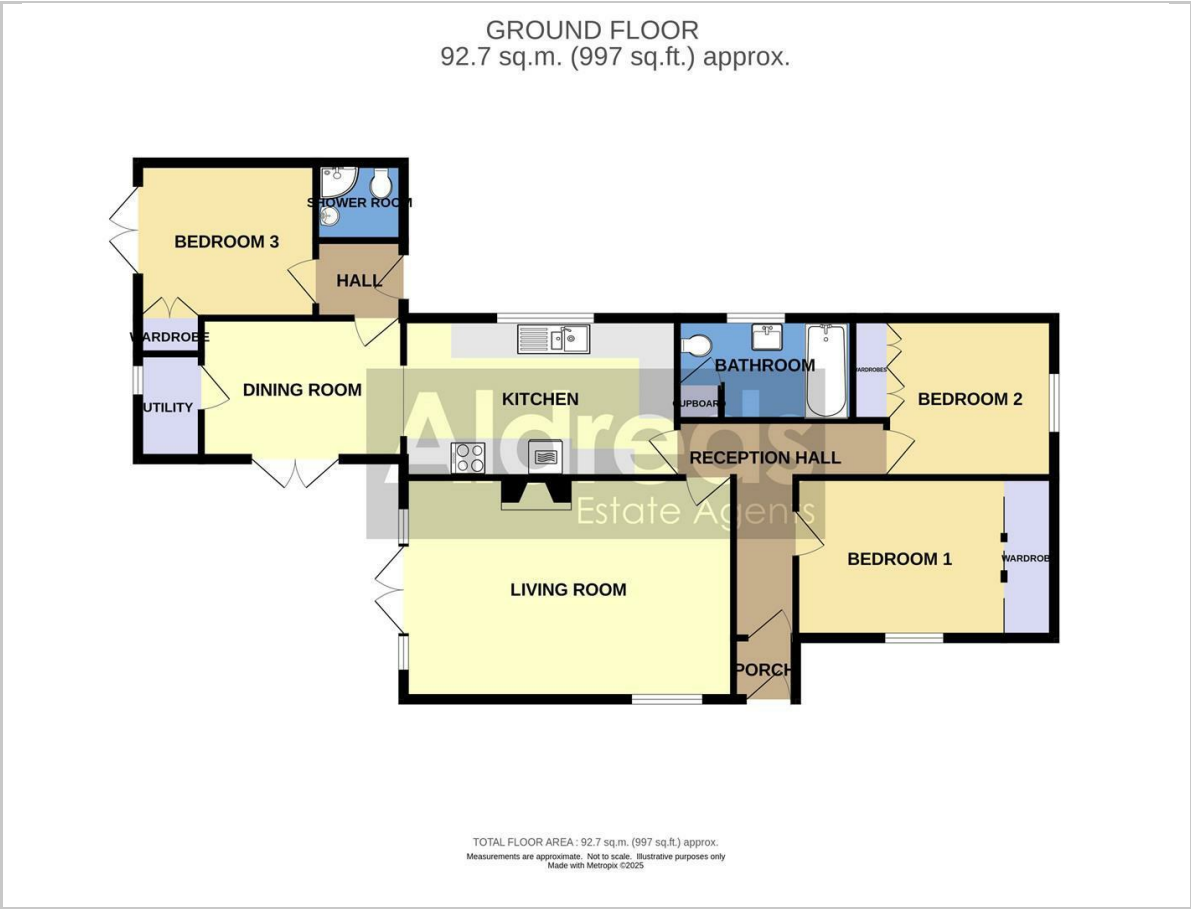 GROUND FLOOR
92.7 sq.m. (997 sq.ft.) approx.
SHOWER ROOM
BEDROOM 3
HALL
WARDROBE
DINING ROOM
UTILITY
KITCHEN
BATHROOM
CUPBOARD
WARDROBES
BEDROOM 2
Aldreds
RECEPTION HALL
Estate Agents
BEDROOM 1
WARDROB
LIVING ROOM
PORCH
TOTAL FLOOR AREA : 92.7 sq.m. (997 sq.ft.) approx.
Measurements are approximate. Not to scale. Illustrative purposes only
Made with Metropix ©2025